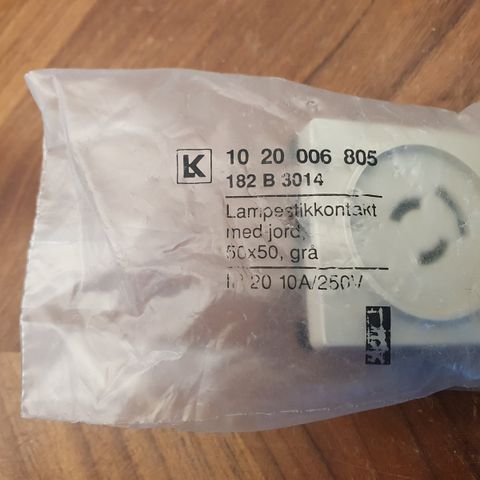 LK 10 20 006 805
182 B 3014
Lampestikkontakt
med jord,
50x50, grå
IP 20 10A/250V